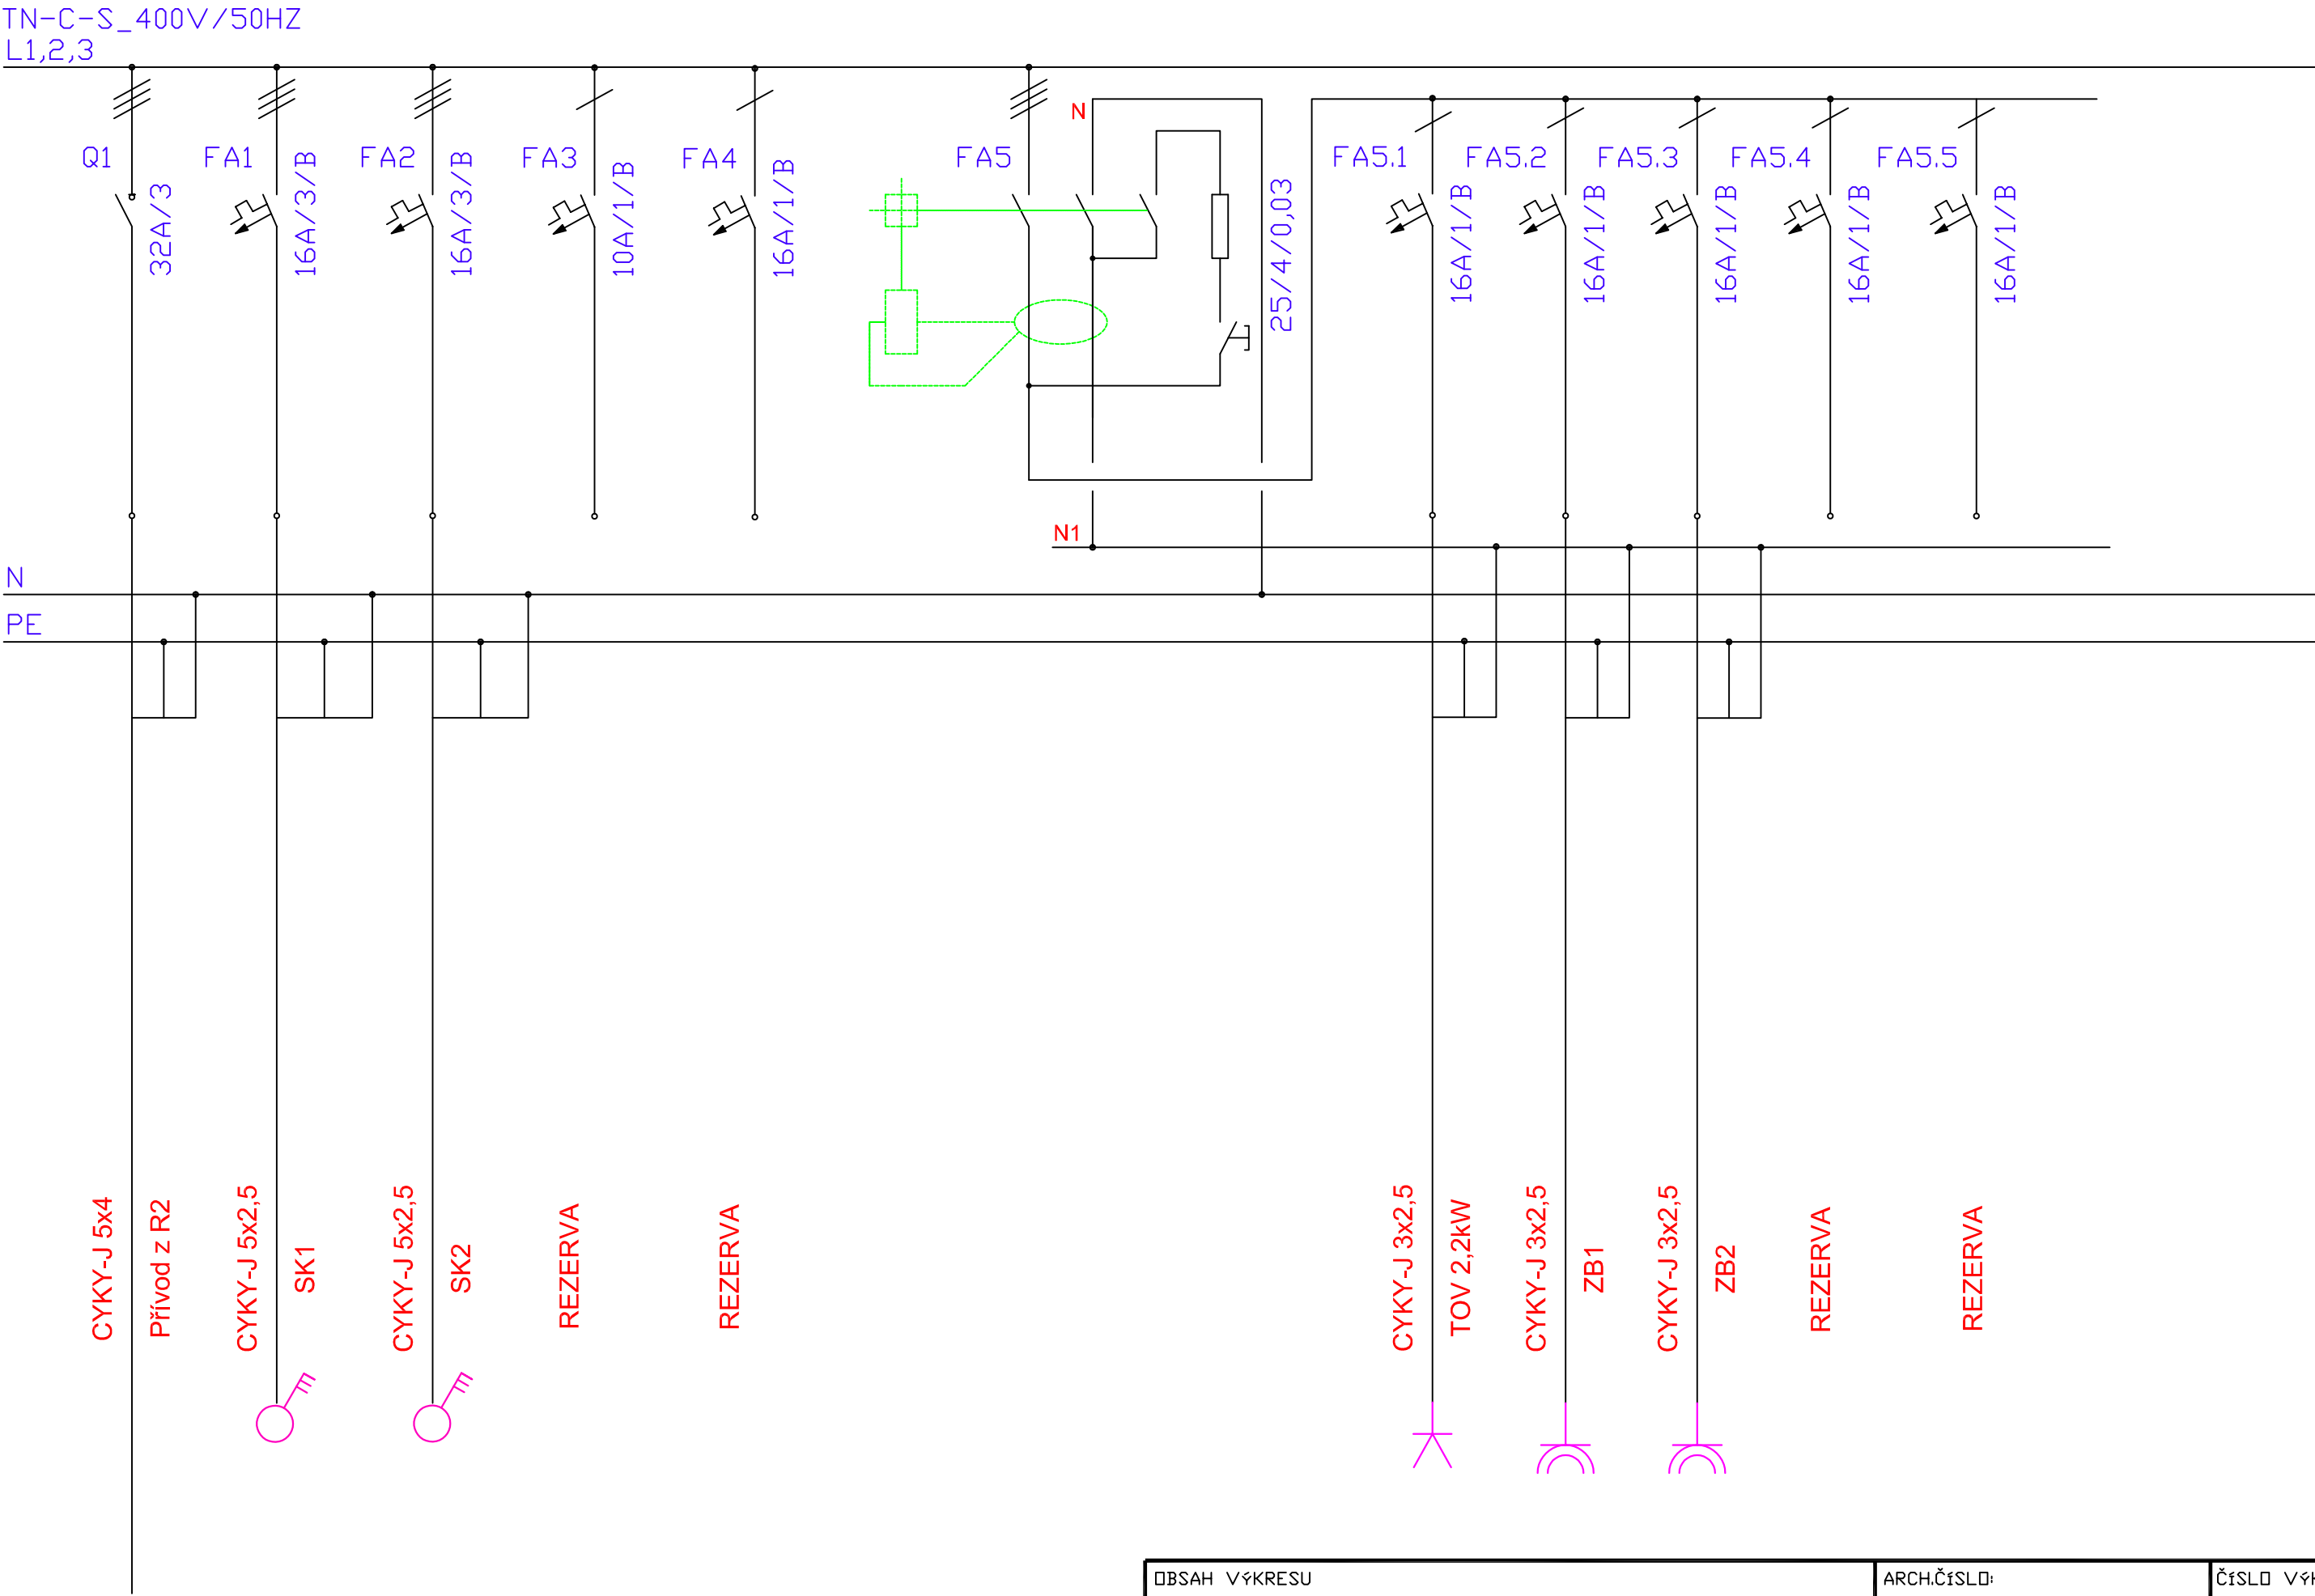 TN-C-S_400V/50HZ
L1,2,3
Q1
32A/3
FA1
16A/3/B
FA2
16A/3/B
FA3
10A/1/B
FA4
16A/1/B
FA5
N
25/4/0,03
FA5.1
16A/1/B
FA5.2
16A/1/B
FA5.3
16A/1/B
FA5.4
16A/1/B
FA5.5
16A/1/B
N1
N
PE
CYKY-J 5x4
Přívod z R2
CYKY-J 5x2,5
SK1
CYKY-J 5x2,5
SK2
REZERVA
REZERVA
CYKY-J 3x2,5
TOV 2,2kW
CYKY-J 3x2,5
ZB1
CYKY-J 3x2,5
ZB2
REZERVA
REZERVA
OBSAH VÝKRESU
ARCH.ČÍSLO:
ČÍSLO